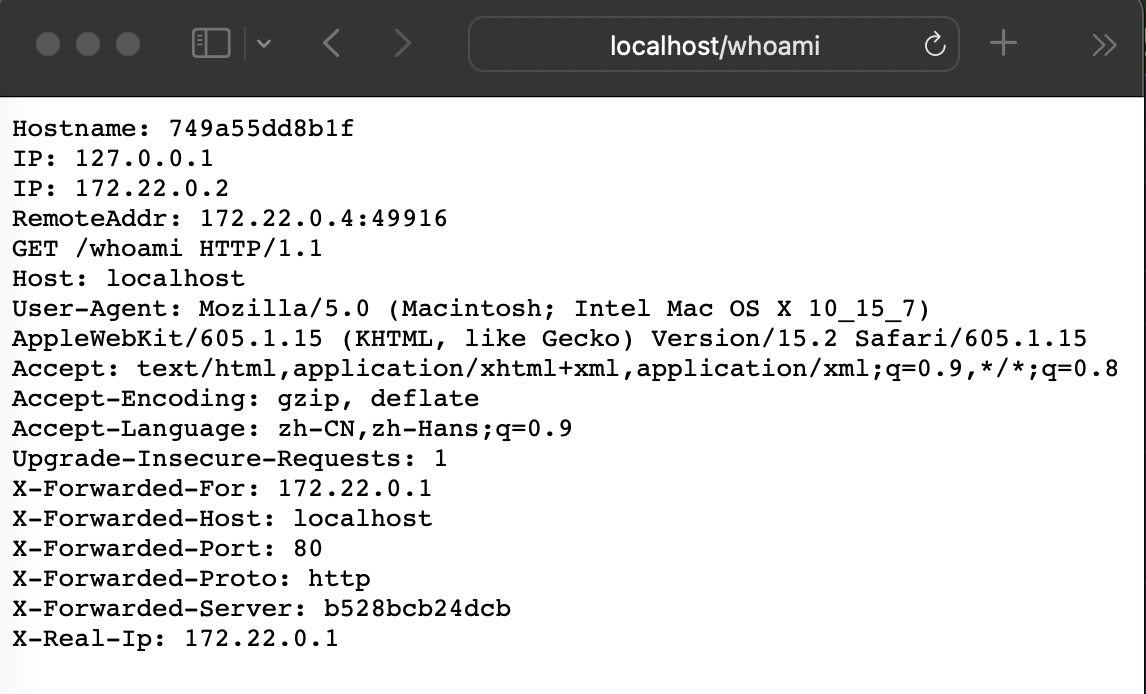 localhost/whoami
Hostname: 749a55dd8b1f
IP: 127.0.0.1
IP: 172.22.0.2
RemoteAddr: 172.22.0.4:49916
GET /whoami HTTP/1.1
Host: localhost
User-Agent: Mozilla/5.0 (Macintosh; Intel Mac OS X 10_15_7)
AppleWebKit/605.1.15 (KHTML, like Gecko) Version/15.2 Safari/605.1.15
Accept: text/html,application/xhtml+xml,application/xml;q=0.9,*/*;q=0.8
Accept-Encoding: gzip, deflate
Accept-Language: zh-CN,zh-Hans;q=0.9
Upgrade-Insecure-Requests: 1
X-Forwarded-For: 172.22.0.1
X-Forwarded-Host: localhost
X-Forwarded-Port: 80
X-Forwarded-Proto: http
X-Forwarded-Server: b528bcb24dcb
X-Real-Ip: 172.22.0.1